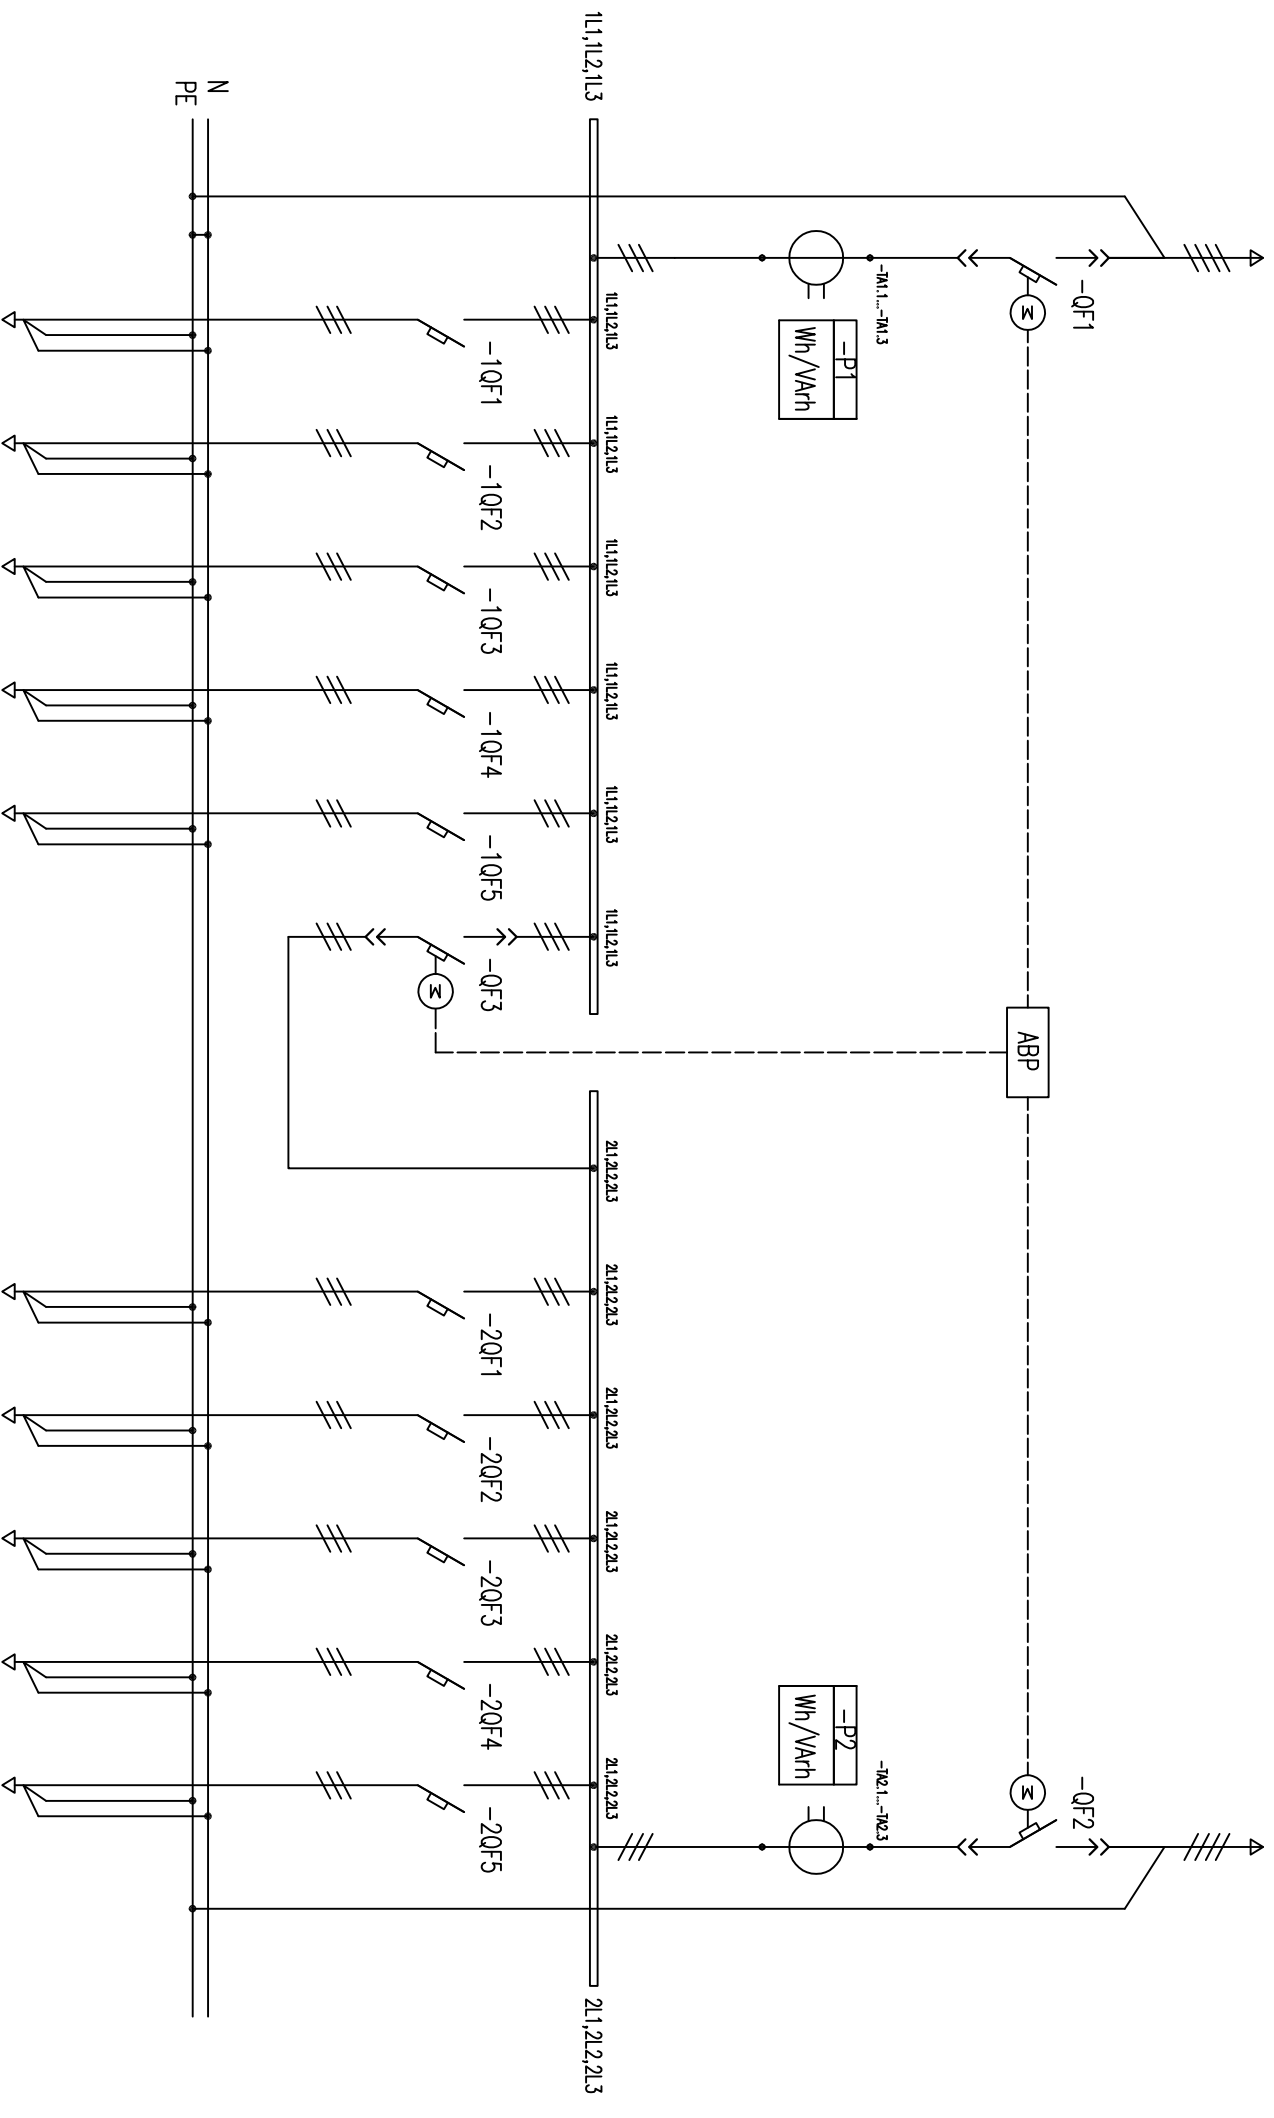 -QF1
М
АВР
-QF2
М
-TA1.1...-TA1.3
-P1
Wh/VArh
-TA2.1...-TA2.3
-P2
Wh/VArh
1L1,1L2,1L3
1L1,1L2,1L3
1L1,1L2,1L3
1L1,1L2,1L3
1L1,1L2,1L3
1L1,1L2,1L3
1L1,1L2,1L3
2L1,2L2,2L3
2L1,2L2,2L3
2L1,2L2,2L3
2L1,2L2,2L3
2L1,2L2,2L3
2L1,2L2,2L3
2L1,2L2,2L3
-1QF1
-1QF2
-1QF3
-1QF4
-1QF5
-QF3
М
-2QF1
-2QF2
-2QF3
-2QF4
-2QF5
N
PE